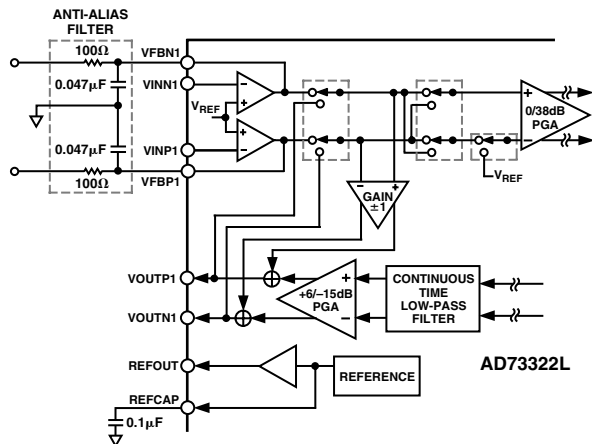 ANTI-ALIAS
FILTER
100Ω
VFBN1
0.047µF
VINN1
VREF
0.047µF
VINP1
100Ω
VFBP1
0/38dB
PGA
VREF
GAIN
±1
VOUTP1
+6/–15dB
PGA
CONTINUOUS
TIME
LOW-PASS
FILTER
VOUTN1
REFOUT
REFERENCE
AD73322L
REFCAP
0.1µF